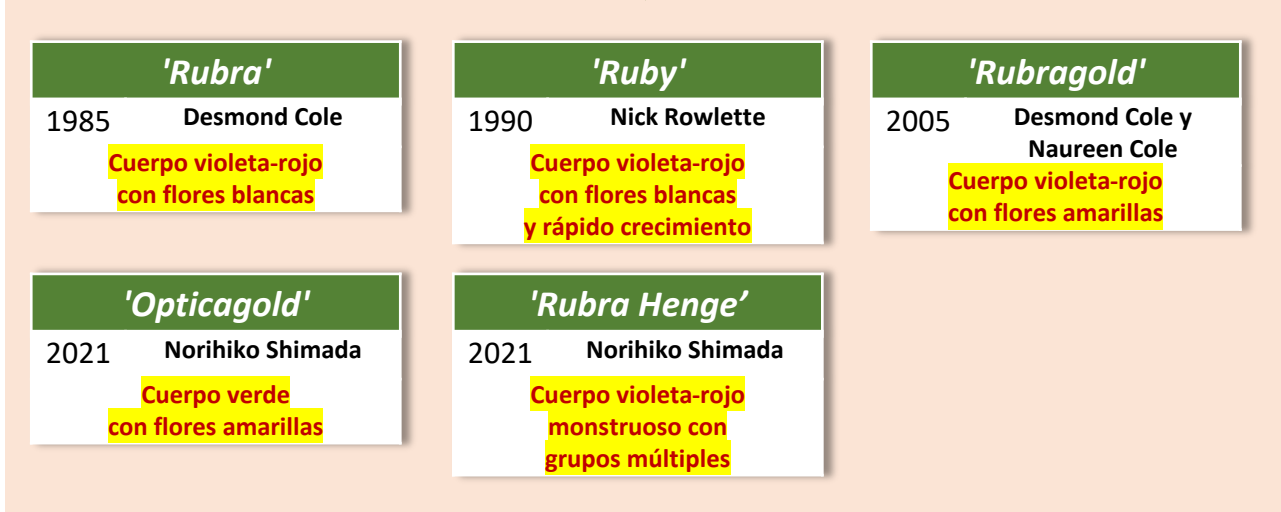 'Rubra'
1985 Desmond Cole
Cuerpo violeta-rojo
con flores blancas
'Ruby'
1990 Nick Rowlette
Cuerpo violeta-rojo
con flores blancas
y rápido crecimiento
'Rubragold'
2005 Desmond Cole y
Naureen Cole
Cuerpo violeta-rojo
con flores amarillas
'Opticagold'
2021 Norihiko Shimada
Cuerpo verde
con flores amarillas
'Rubra Henge’
2021 Norihiko Shimada
Cuerpo violeta-rojo
monstruoso con
grupos múltiples